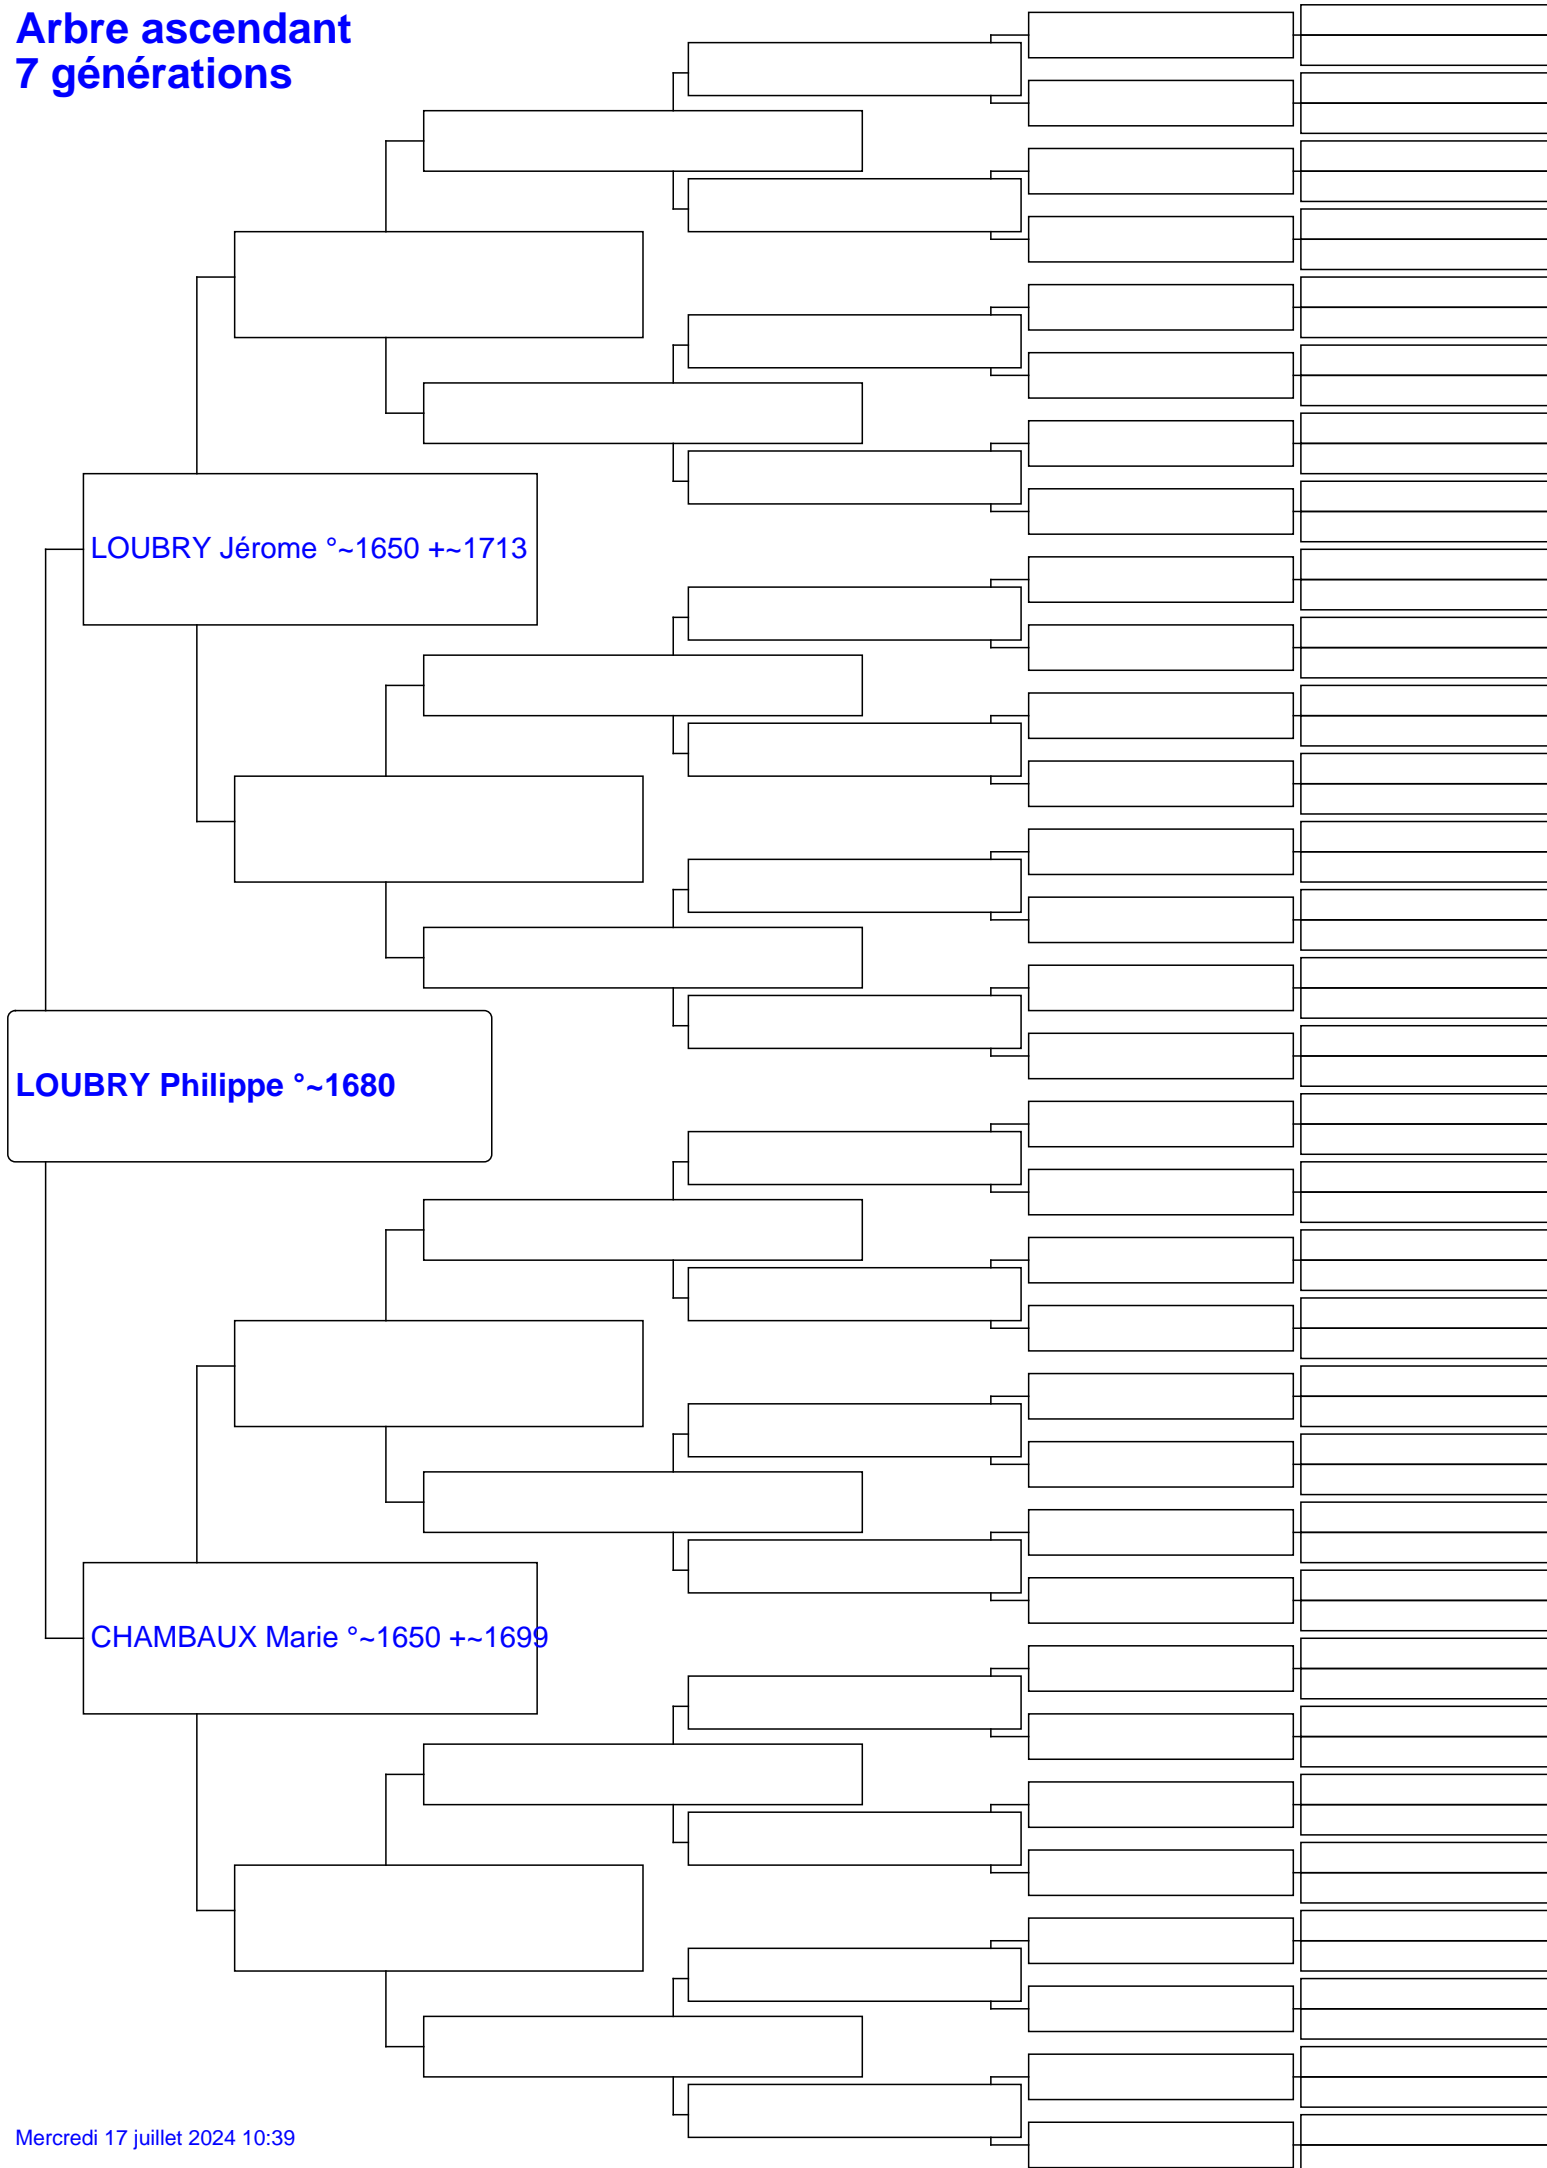 Arbre ascendant
7 générations
LOUBRY Jérome °~1650 +~1713
LOUBRY Philippe °~1680
CHAMBAUX Marie °~1650 +~1699
Mercredi 17 juillet 2024 10:39